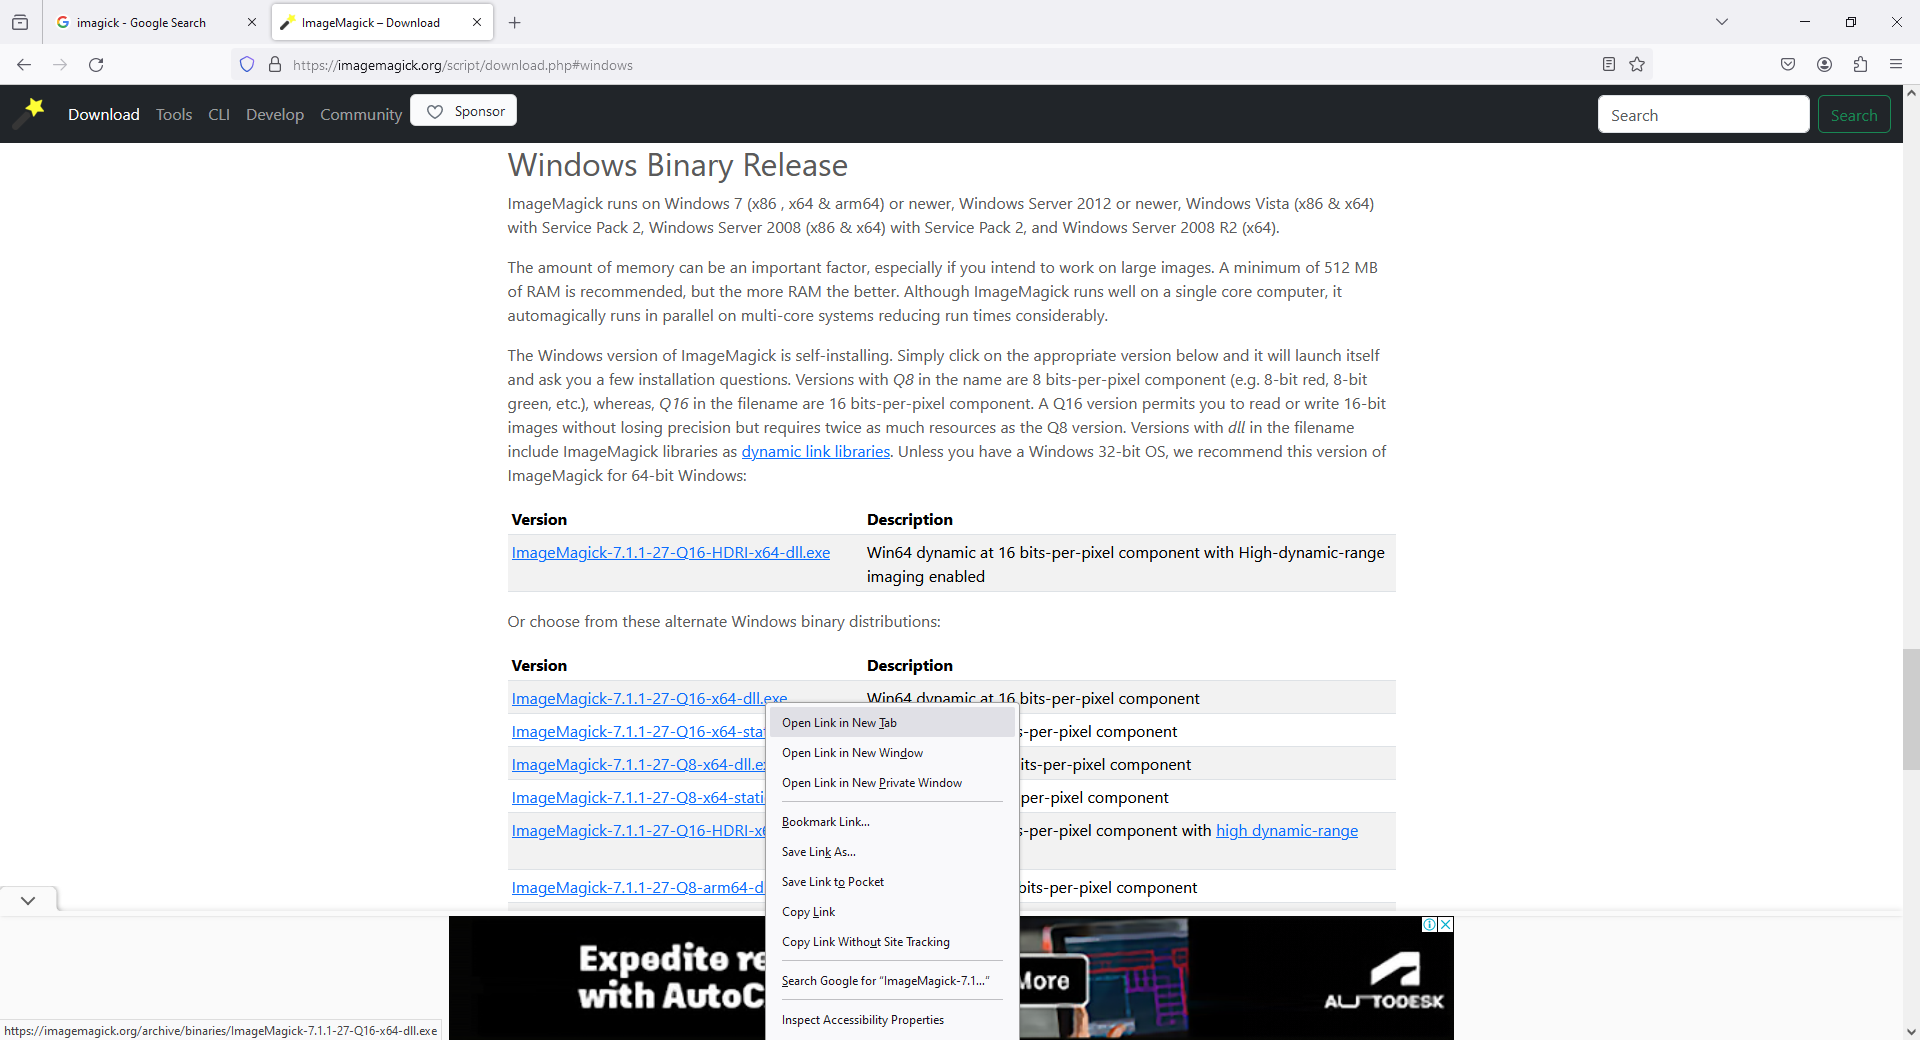 imagick - Google Search
ImageMagick – Download
https://imagemagick.org/script/download.php#windows
Download
Tools
CLI
Develop
Community
Sponsor
Search
Search
Windows Binary Release
ImageMagick runs on Windows 7 (x86 , x64 & arm64) or newer, Windows Server 2012 or newer, Windows Vista (x86 & x64)
with Service Pack 2, Windows Server 2008 (x86 & x64) with Service Pack 2, and Windows Server 2008 R2 (x64).
The amount of memory can be an important factor, especially if you intend to work on large images. A minimum of 512 MB
of RAM is recommended, but the more RAM the better. Although ImageMagick runs well on a single core computer, it
automagically runs in parallel on multi-core systems reducing run times considerably.
The Windows version of ImageMagick is self-installing. Simply click on the appropriate version below and it will launch itself
and ask you a few installation questions. Versions with Q8 in the name are 8 bits-per-pixel component (e.g. 8-bit red, 8-bit
green, etc.), whereas, Q16 in the filename are 16 bits-per-pixel component. A Q16 version permits you to read or write 16-bit
images without losing precision but requires twice as much resources as the Q8 version. Versions with dll in the filename
include ImageMagick libraries as dynamic link libraries. Unless you have a Windows 32-bit OS, we recommend this version of
ImageMagick for 64-bit Windows:
Version Description
ImageMagick-7.1.1-27-Q16-HDRI-x64-dll.exe Win64 dynamic at 16 bits-per-pixel component with High-dynamic-range
imaging enabled
Or choose from these alternate Windows binary distributions:
Version Description
ImageMagick-7.1.1-27-Q16-x64-dll.exe Win64 dynamic at 16 bits-per-pixel component
ImageMagick-7.1.1-27-Q16-x64-stat s-per-pixel component
ImageMagick-7.1.1-27-Q8-x64-dll.ex its-per-pixel component
ImageMagick-7.1.1-27-Q8-x64-stati per-pixel component
ImageMagick-7.1.1-27-Q16-HDRI-x6 s-per-pixel component with high dynamic-range
ImageMagick-7.1.1-27-Q8-arm64-d bits-per-pixel component
Open Link in New Tab
Open Link in New Window
Open Link in New Private Window
Bookmark Link...
Save Link As...
Save Link to Pocket
Copy Link
Copy Link Without Site Tracking
Search Google for "ImageMagick-7.1..."
Inspect Accessibility Properties
Expedite re
with AutoC
More
AUTODESK
https://imagemagick.org/archive/binaries/ImageMagick-7.1.1-27-Q16-x64-dll.exe